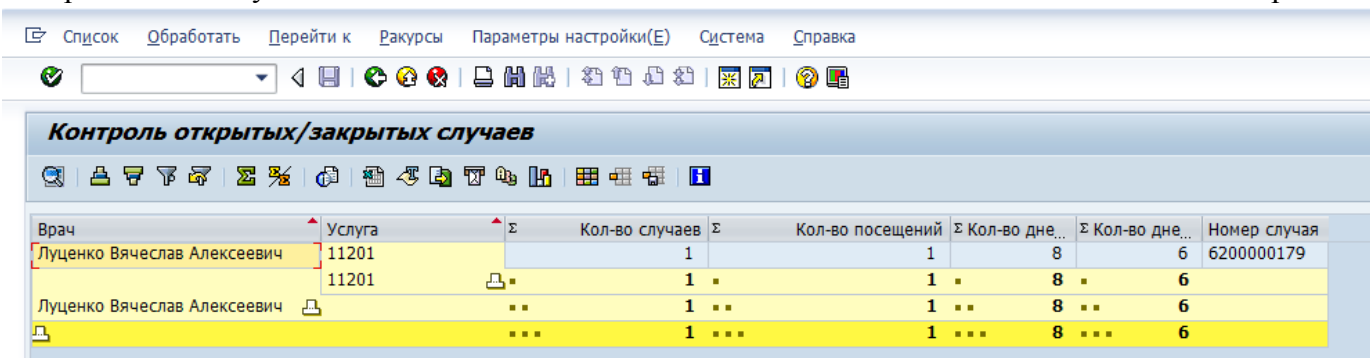 Список Обработать Перейти к Ракурсы Параметры настройки(Е) Система Справка
Контроль открытых/закрытых случаев
Врач Услуга Σ Кол-во случаев Σ Кол-во посещений Σ Кол-во дне... Σ Кол-во дне... Номер случая
Луценко Вячеслав Алексеевич 11201 1 1 8 6 6200000179
11201 1 1 8 6
Луценко Вячеслав Алексеевич 1 1 8 6
1 1 8 6